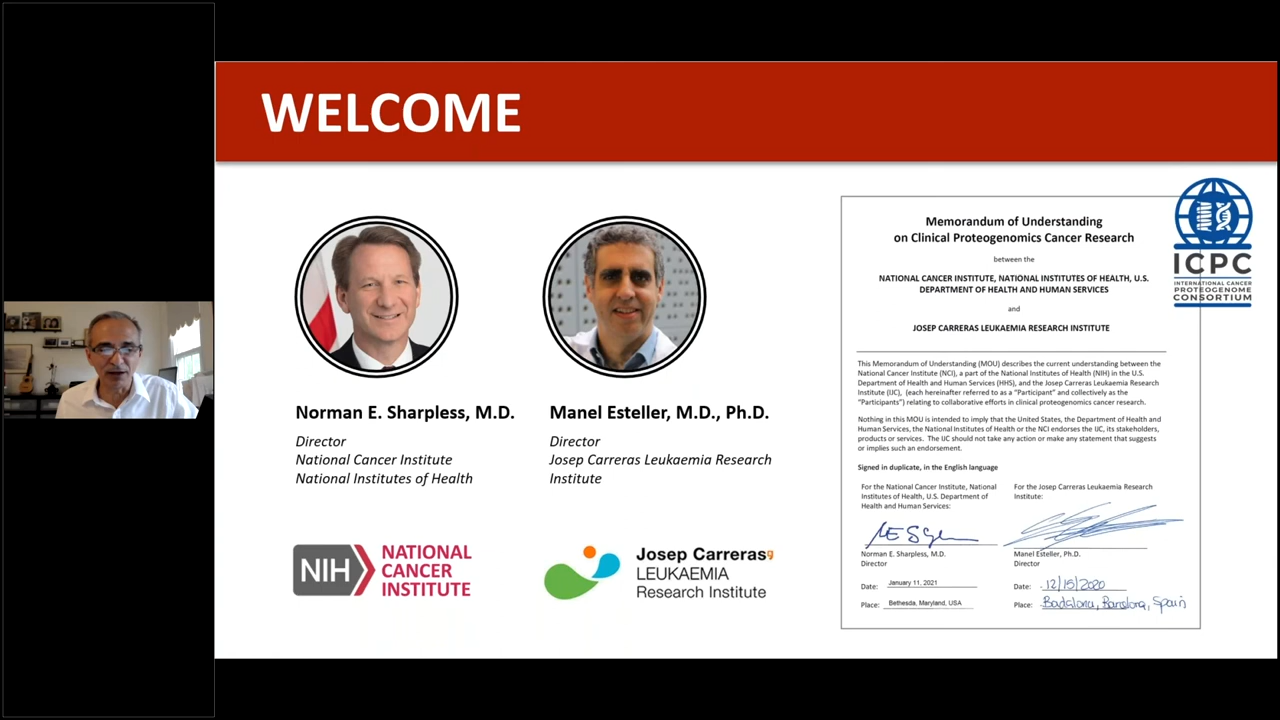 WELCOME
Norman E. Sharpless, M.D.
Director
National Cancer Institute
National Institutes of Health
NIH
NATIONAL
CANCER
INSTITUTE
Manel Esteller, M.D., Ph.D.
Director
Josep Carreras Leukaemia Research
Institute
Josep Carreras
LEUKAEMIA
Research Institute
ICPC
INTERNATIONAL CANCER
PROTEOGENOME
CONSORTIUM
Memorandum of Understanding
on Clinical Proteogenomics Cancer Research
between the
NATIONAL CANCER INSTITUTE, NATIONAL INSTITUTES OF HEALTH, U.S.
DEPARTMENT OF HEALTH AND HUMAN SERVICES
and
JOSEP CARRERAS LEUKAEMIA RESEARCH INSTITUTE
This Memorandum of Understanding (MOU) describes the current understanding between the
National Cancer Institute (NCI), a part of the National Institutes of Health (NIH) in the U.S.
Department of Health and Human Services (HHS), and the Josep Carreras Leukaemia Research
Institute (IJC), (each hereinafter referred to as a “Participant” and collectively as the
“Participants”) relating to collaborative efforts in clinical proteogenomics cancer research.
Nothing in this MOU is intended to imply that the United States, the Department of Health and
Human Services, the National Institutes of Health or the NCI endorses the IJC, its stakeholders,
products or services. The IJC should not take any action or make any statement that suggests
or implies such an endorsement.
Signed in duplicate, in the English language
For the National Cancer Institute, National
Institutes of Health, U.S. Department of
Health and Human Services:
Norman E. Sharpless, M.D.
Director
Date: January 11, 2021
Place: Bethesda, Maryland, USA
For the Josep Carreras Leukaemia Research
Institute:
Manel Esteller, Ph.D.
Director
Date: 12/15/2020
Place: Badalona, Barcelona, Spain